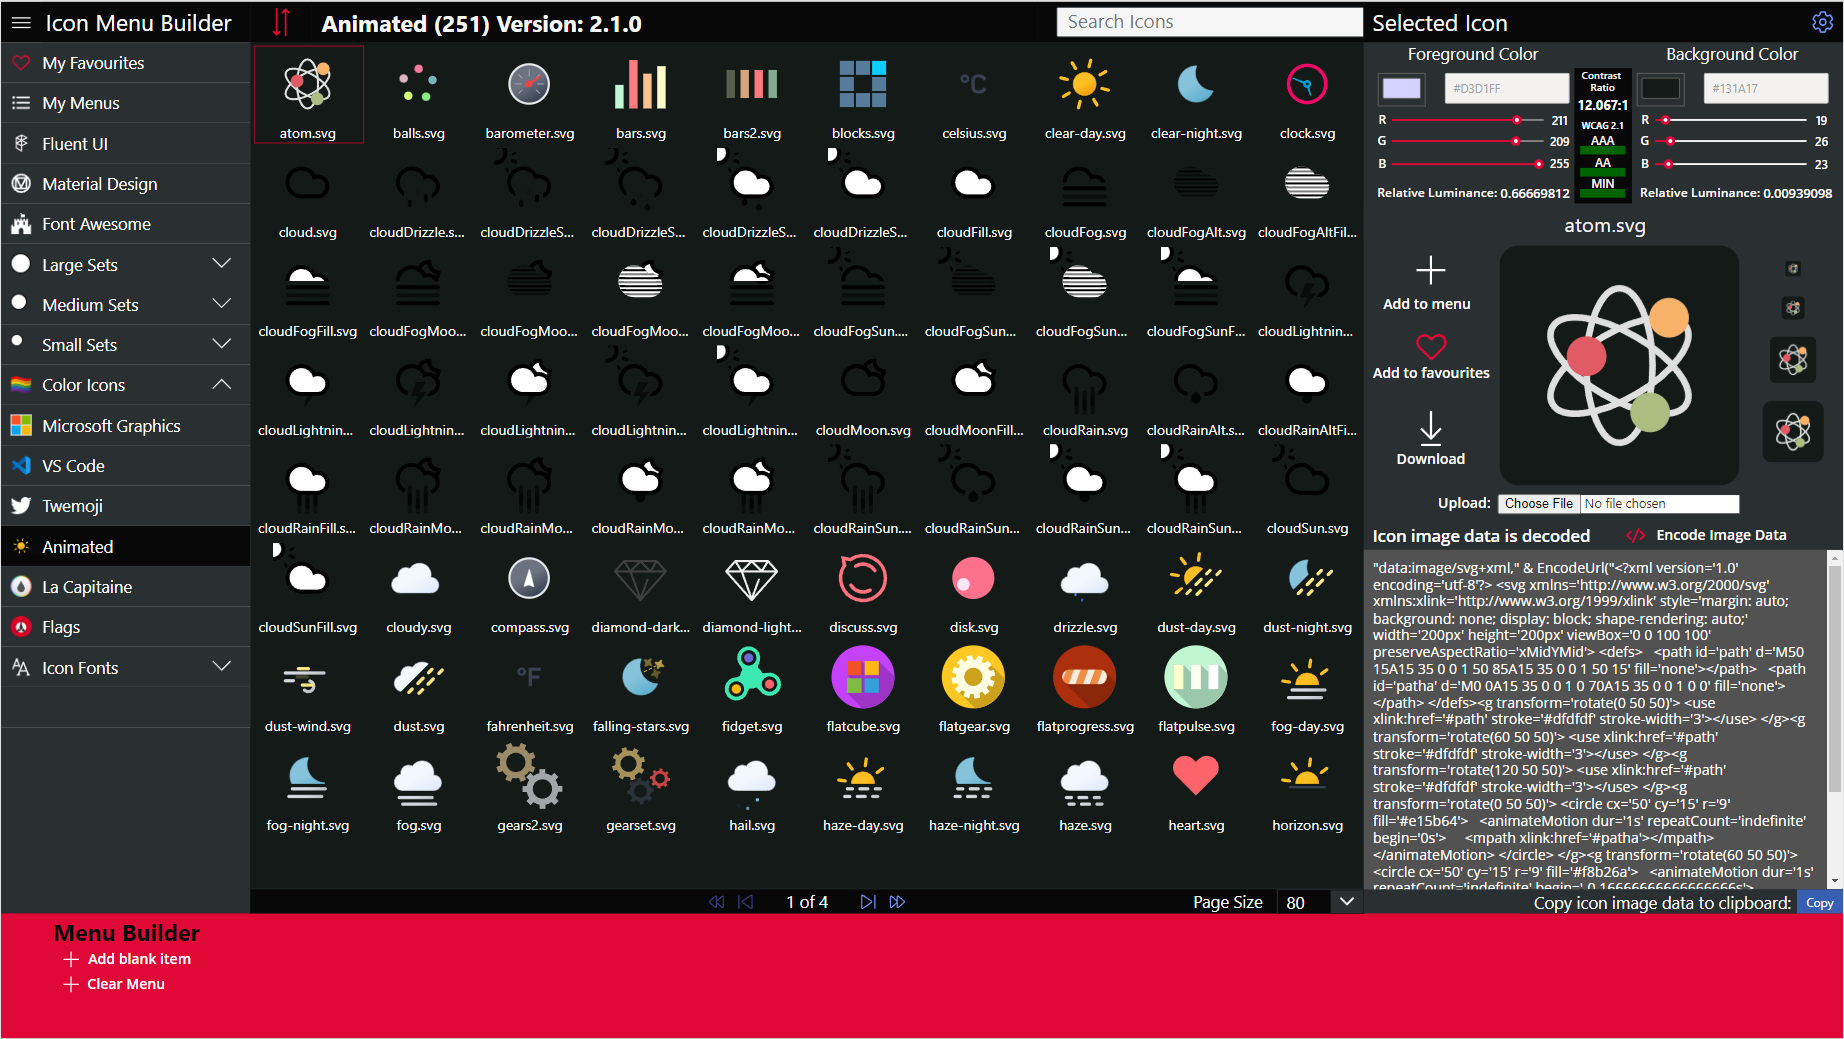 Icon Menu Builder
My Favourites
My Menus
Fluent UI
Material Design
Font Awesome
Large Sets
Medium Sets
Small Sets
Color Icons
Microsoft Graphics
VS Code
Twemoji
Animated
La Capitaine
Flags
Icon Fonts
Animated (251) Version: 2.1.0
Search Icons
atom.svg balls.svg barometer.svg bars.svg bars2.svg blocks.svg celsius.svg clear-day.svg clear-night.svg clock.svg
cloud.svg cloudDrizzle.s... cloudDrizzleS... cloudDrizzleS... cloudDrizzleS... cloudDrizzleS... cloudFill.svg cloudFog.svg cloudFogAlt.svg cloudFogAltFil...
cloudFogFill.svg cloudFogMoo... cloudFogMoo... cloudFogMoo... cloudFogMoo... cloudFogSun... cloudFogSun... cloudFogSun... cloudFogSunF... cloudLightnin...
cloudLightnin... cloudLightnin... cloudLightnin... cloudLightnin... cloudLightnin... cloudMoon.svg cloudMoonFill... cloudRain.svg cloudRainAlt.s... cloudRainAltFi...
cloudRainFill.s... cloudRainMo... cloudRainMo... cloudRainMo... cloudRainMo... cloudRainSun... cloudRainSun... cloudRainSun... cloudRainSun... cloudSun.svg
cloudSunFill.svg cloudy.svg compass.svg diamond-dark... diamond-light... discuss.svg disk.svg drizzle.svg dust-day.svg dust-night.svg
°C
°F
dust-wind.svg dust.svg fahrenheit.svg falling-stars.svg fidget.svg flatcube.svg flatgear.svg flatprogress.svg flatpulse.svg fog-day.svg
fog-night.svg fog.svg gears2.svg gearset.svg hail.svg haze-day.svg haze-night.svg haze.svg heart.svg horizon.svg
1 of 4
Page Size 80
Selected Icon
Foreground Color
#D3D1FF
R 211
G 209
B 255
Relative Luminance: 0.66669812
Contrast
Ratio
12.067:1
WCAG 2.1
AAA
AA
MIN
Background Color
#131A17
R 19
G 26
B 23
Relative Luminance: 0.00939098
atom.svg
Add to menu
Add to favourites
Download
Upload: Choose File No file chosen
Icon image data is decoded
</> Encode Image Data
"data:image/svg+xml," & EncodeUrl("<?xml version='1.0'
encoding='utf-8'?> <svg xmlns='http://www.w3.org/2000/svg'
xmlns:xlink='http://www.w3.org/1999/xlink' style='margin: auto;
background: none; display: block; shape-rendering: auto;'
width='200px' height='200px' viewBox='0 0 100 100'
preserveAspectRatio='xMidYMid'> <defs> <path id='path' d='M50
15A15 35 0 0 1 50 85A15 35 0 0 1 50 15' fill='none'></path> <path
id='patha' d='M0 0A15 35 0 0 1 0 70A15 35 0 0 1 0 0' fill='none'>
</path> </defs><g transform='rotate(0 50 50)'> <use
xlink:href='#path' stroke='#dfdfdf' stroke-width='3'></use> </g><g
transform='rotate(60 50 50)'> <use xlink:href='#path'
stroke='#dfdfdf' stroke-width='3'></use> </g><g
transform='rotate(120 50 50)'> <use xlink:href='#path'
stroke='#dfdfdf' stroke-width='3'></use> </g><g
transform='rotate(0 50 50)'> <circle cx='50' cy='15' r='9'
fill='#e15b64'> <animateMotion dur='1s' repeatCount='indefinite'
begin='0s'> <mpath xlink:href='#patha'></mpath>
</animateMotion> </circle> </g><g transform='rotate(60 50 50)'>
<circle cx='50' cy='15' r='9' fill='#f8b26a'> <animateMotion dur='1s'
repeatCount='indefinite'
Copy icon image data to clipboard: Copy
Menu Builder
Add blank item
Clear Menu